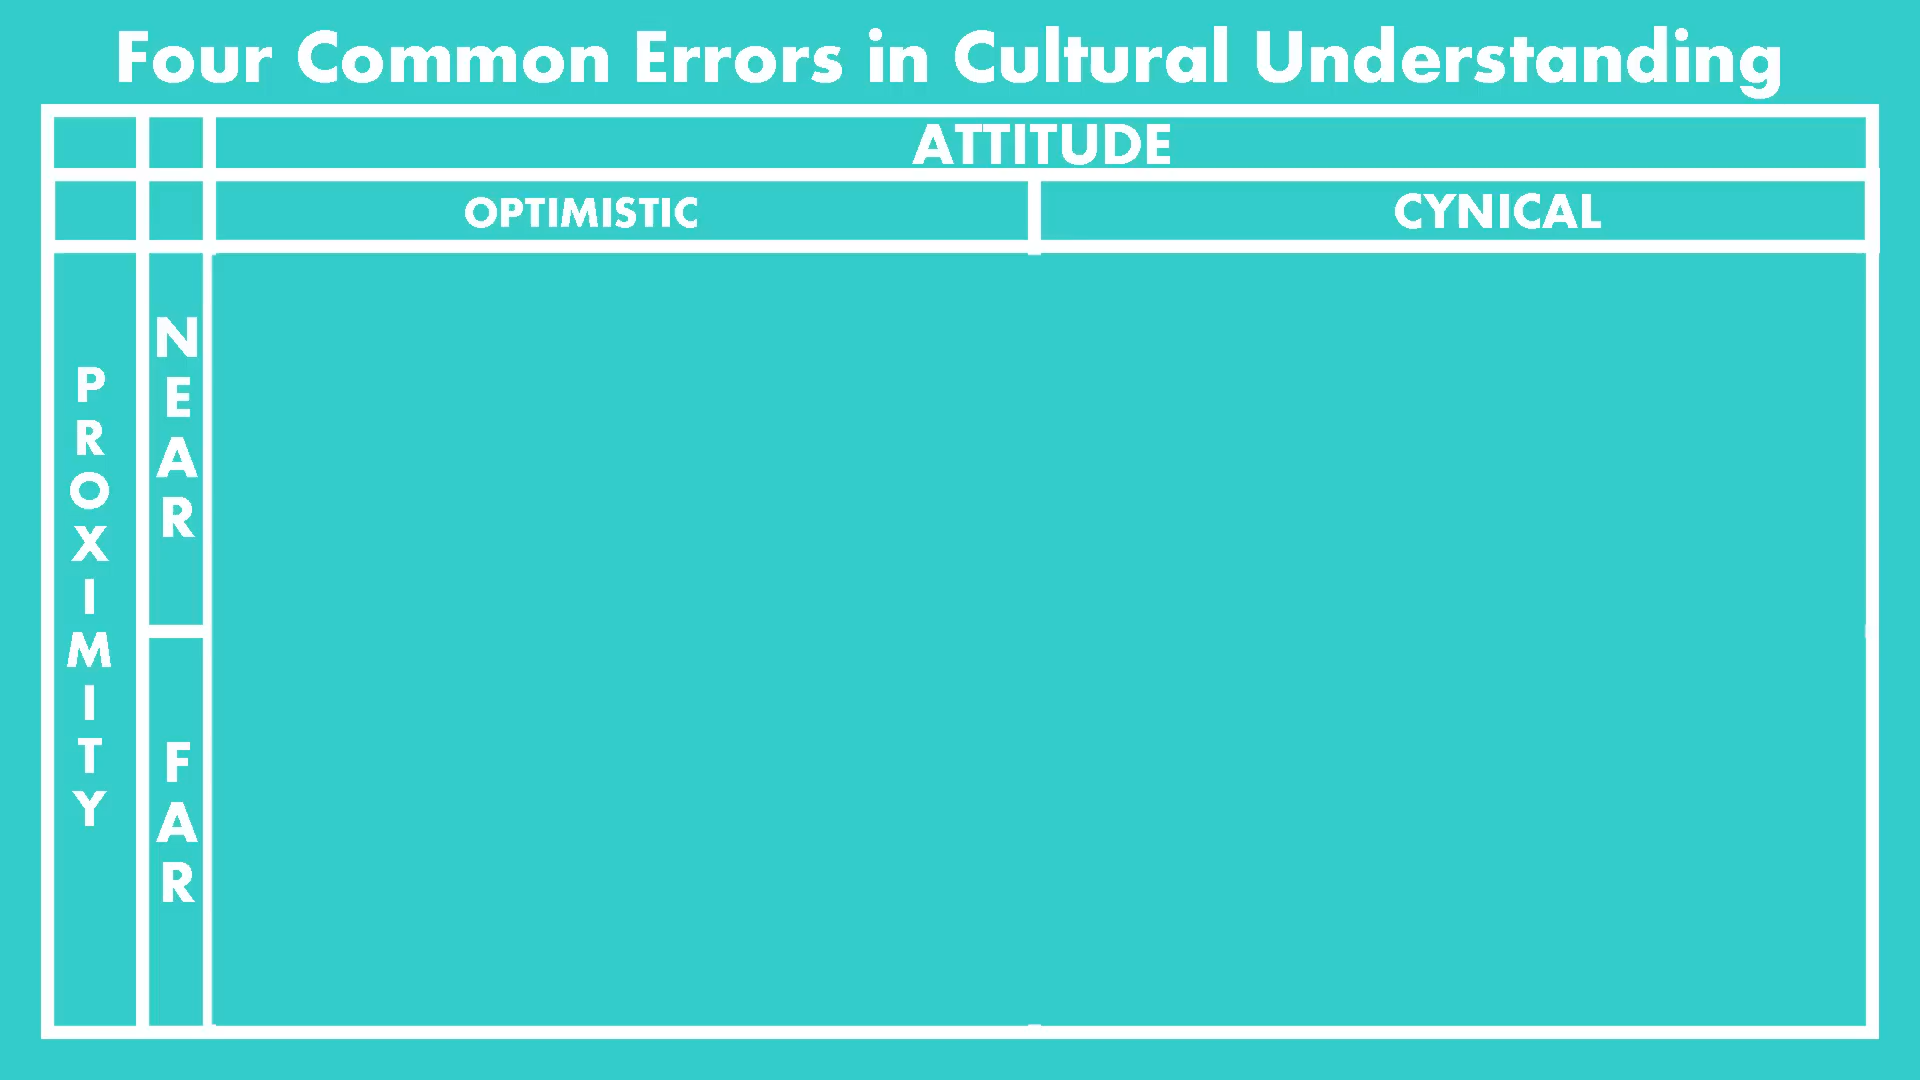 Four Common Errors in Cultural Understanding
ATTITUDE
OPTIMISTIC
CYNICAL
PROXIMITY
NEAR
FAR